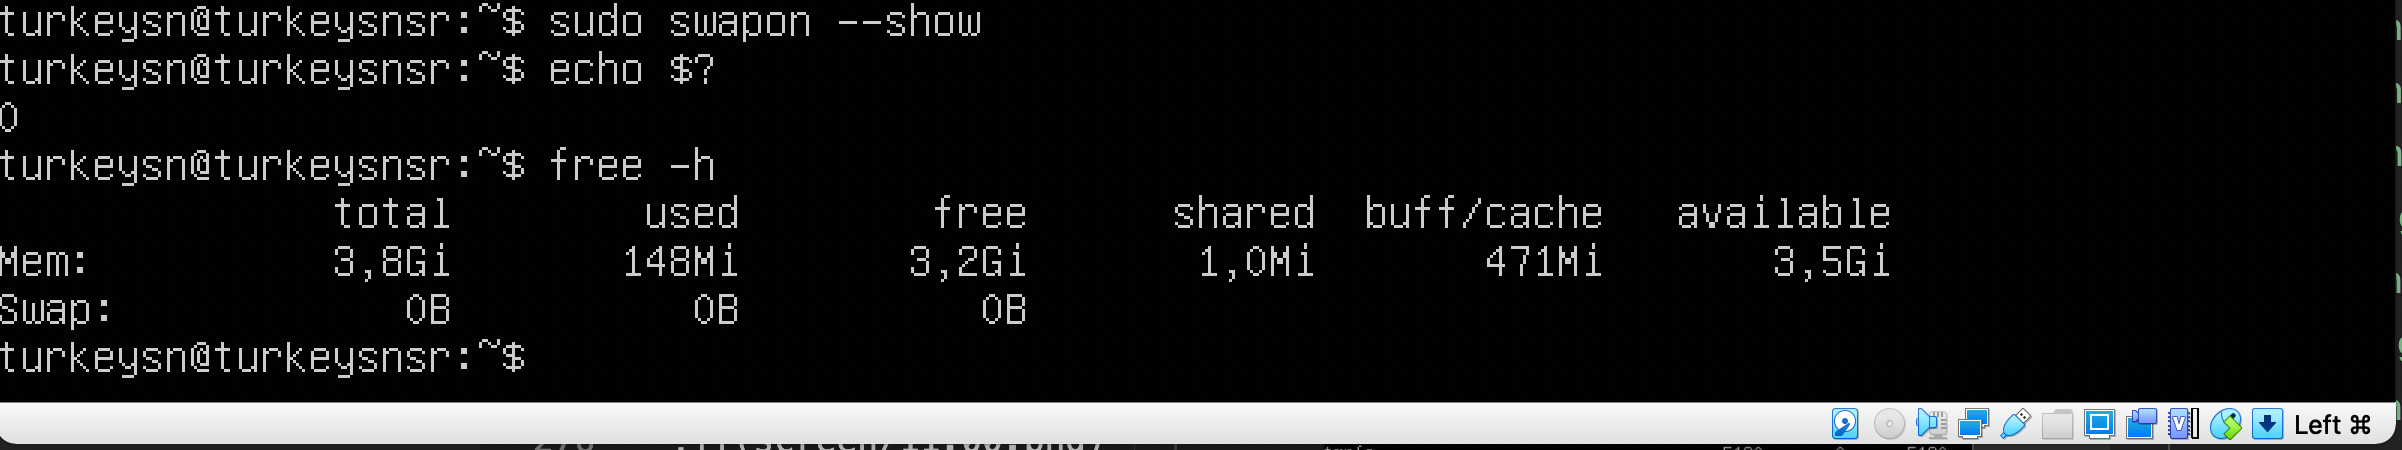 turkeysn@turkeysnsr:~$ sudo swapon --show
turkeysn@turkeysnsr:~$ echo $?
0
turkeysn@turkeysnsr:~$ free -h
total used free shared buff/cache available
Mem: 3,8Gi 148Mi 3,2Gi 1,0Mi 471Mi 3,5Gi
Swap: 0B 0B 0B
turkeysn@turkeysnsr:~$
Left ⌘